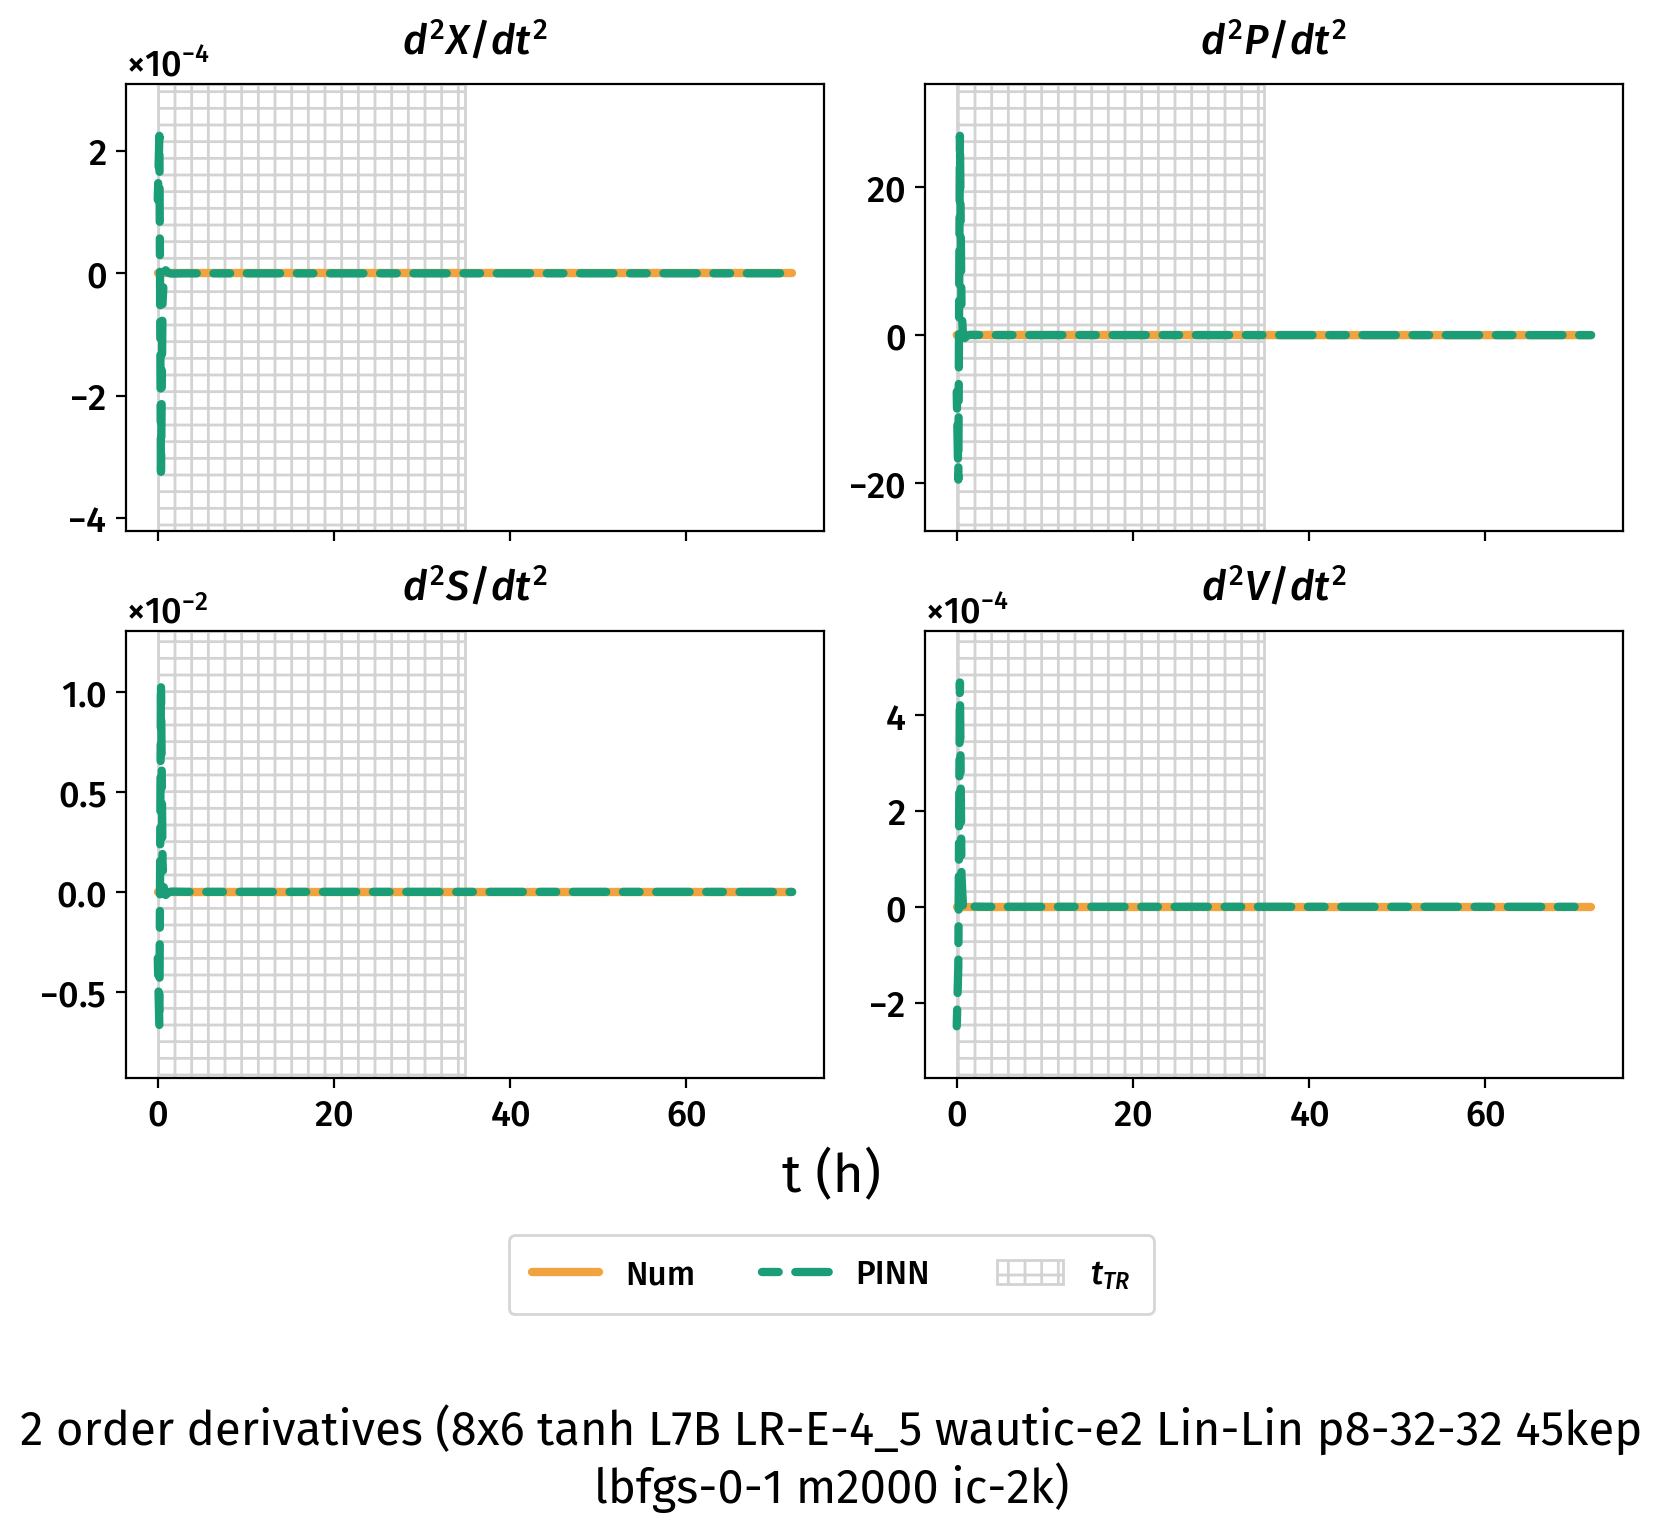 d²X/dt²
×10⁻⁴
2
0
−2
−4
d²P/dt²
20
0
−20
d²S/dt²
×10⁻²
1.0
0.5
0.0
−0.5
0 20 40 60
d²V/dt²
×10⁻⁴
4
2
0
−2
0 20 40 60
t (h)
Num PINN t_TR
2 order derivatives (8x6 tanh L7B LR-E-4_5 wautic-e2 Lin-Lin p8-32-32 45kep
lbfgs-0-1 m2000 ic-2k)